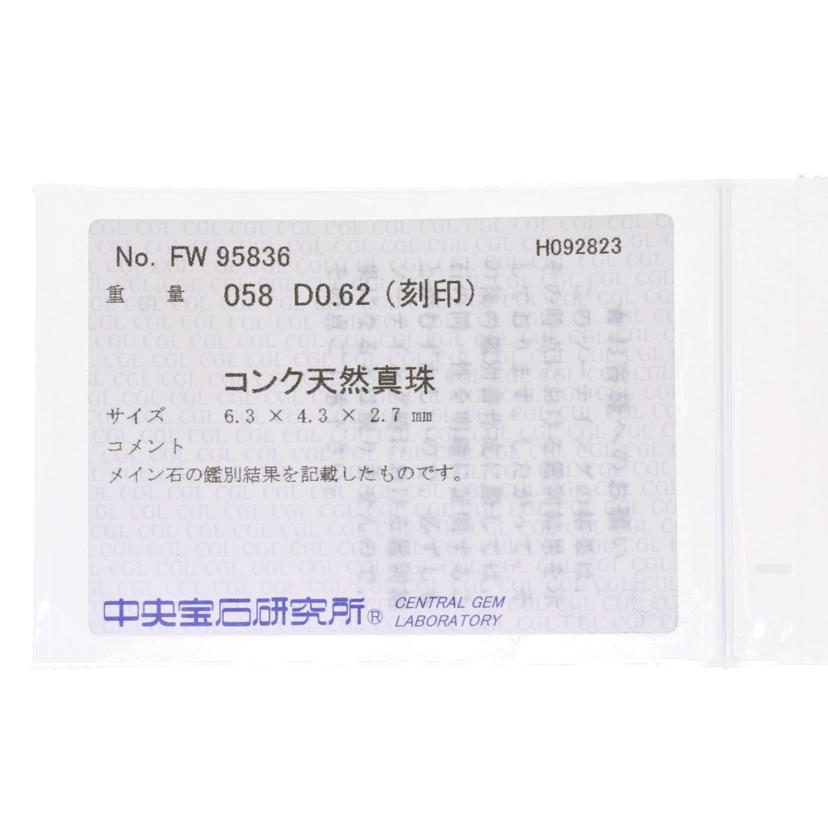 No. FW 95836 H092823
重 量 058 D0.62 (刻印)
コンク天然真珠
サイズ 6.3 × 4.3 × 2.7 mm
コメント
メイン石の鑑別結果を記載したものです。
中央宝石研究所® CENTRAL GEM
LABORATORY